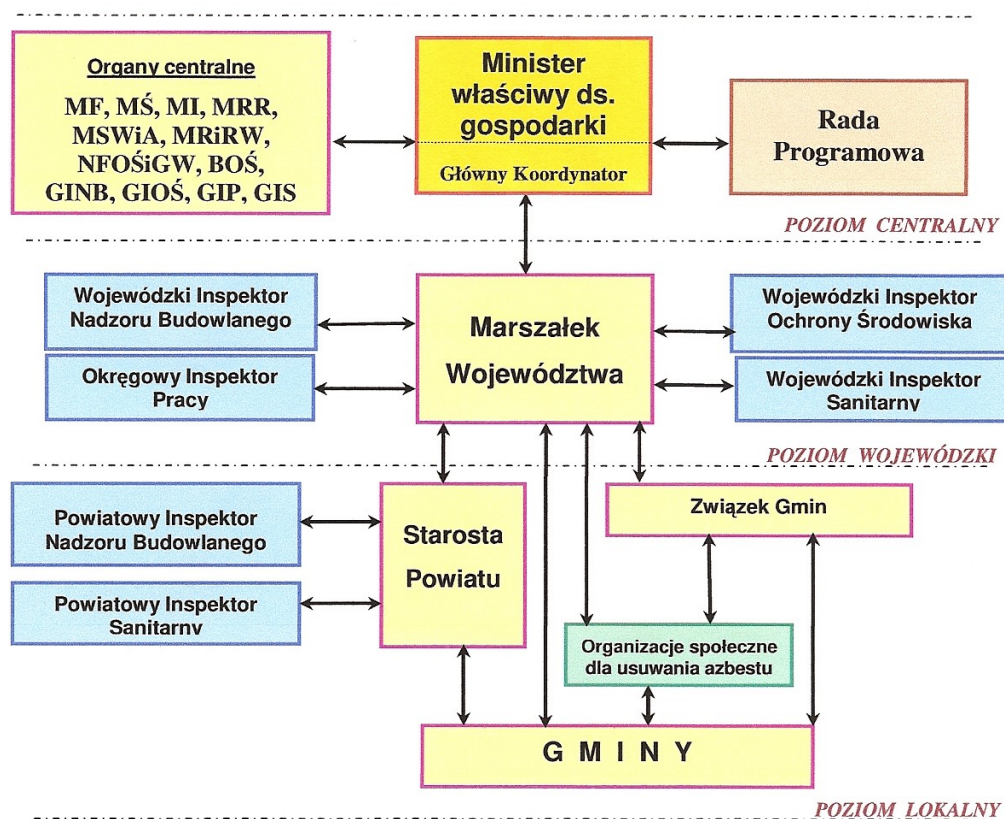 Organy centralne
MF, MŚ, MI, MRR,
MSWiA, MRiRW,
NFOŚiGW, BOŚ,
GINB, GIOŚ, GIP, GIS
Minister
właściwy ds.
gospodarki
Główny Koordynator
Rada
Programowa
POZIOM CENTRALNY
Wojewódzki Inspektor
Nadzoru Budowlanego
Okręgowy Inspektor
Pracy
Marszałek
Województwa
Wojewódzki Inspektor
Ochrony Środowiska
Wojewódzki Inspektor
Sanitarny
POZIOM WOJEWÓDZKI
Powiatowy Inspektor
Nadzoru Budowlanego
Powiatowy Inspektor
Sanitarny
Starosta
Powiatu
Związek Gmin
Organizacje społeczne
dla usuwania azbestu
G M I N Y
POZIOM LOKALNY